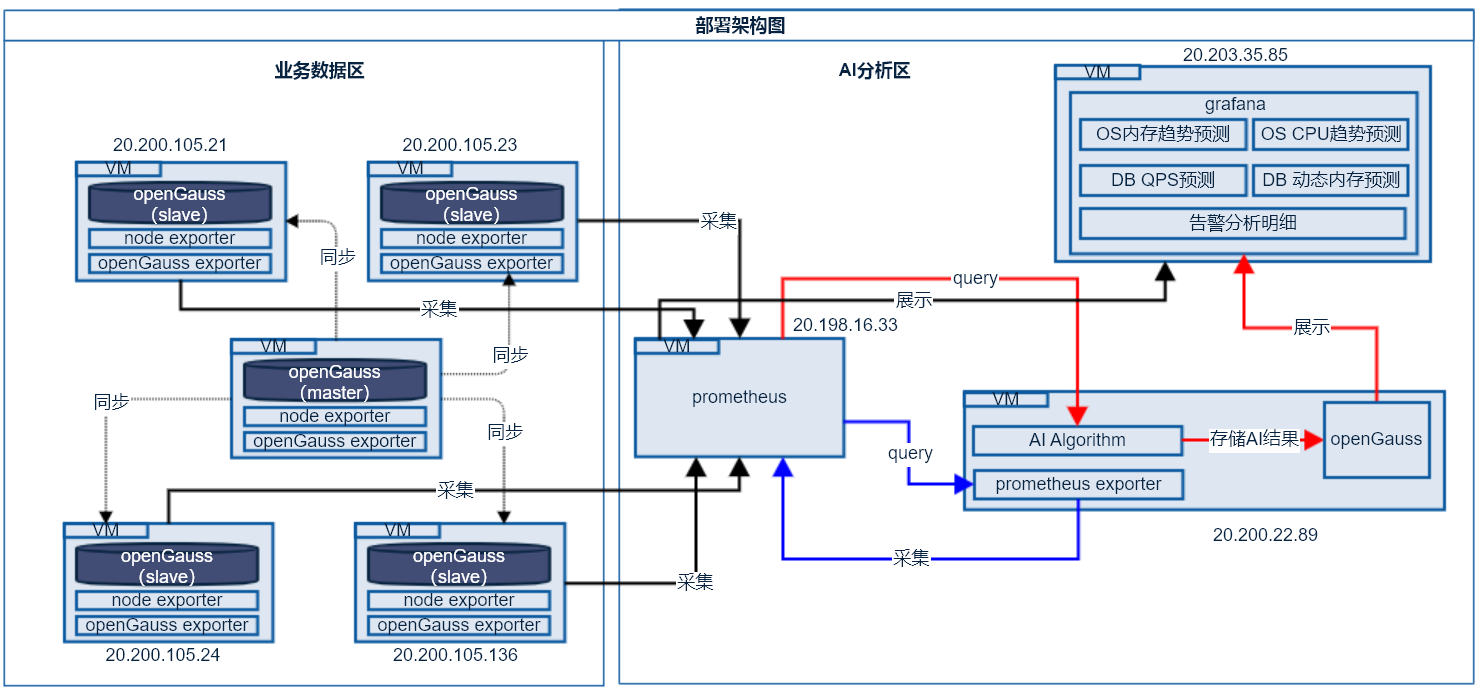 部署架构图
业务数据区
AI分析区
20.200.105.21
VM
openGauss
(slave)
node exporter
openGauss exporter
20.200.105.23
VM
openGauss
(slave)
node exporter
openGauss exporter
同步
采集
同步
VM
openGauss
(master)
node exporter
openGauss exporter
同步
同步
采集
VM
openGauss
(slave)
node exporter
openGauss exporter
20.200.105.24
VM
openGauss
(slave)
node exporter
openGauss exporter
20.200.105.136
采集
采集
20.203.35.85
VM
grafana
OS内存趋势预测
OS CPU趋势预测
DB QPS预测
DB 动态内存预测
告警分析明细
query
展示
20.198.16.33
展示
VM
prometheus
query
采集
VM
AI Algorithm
存储AI结果
openGauss
prometheus exporter
20.200.22.89